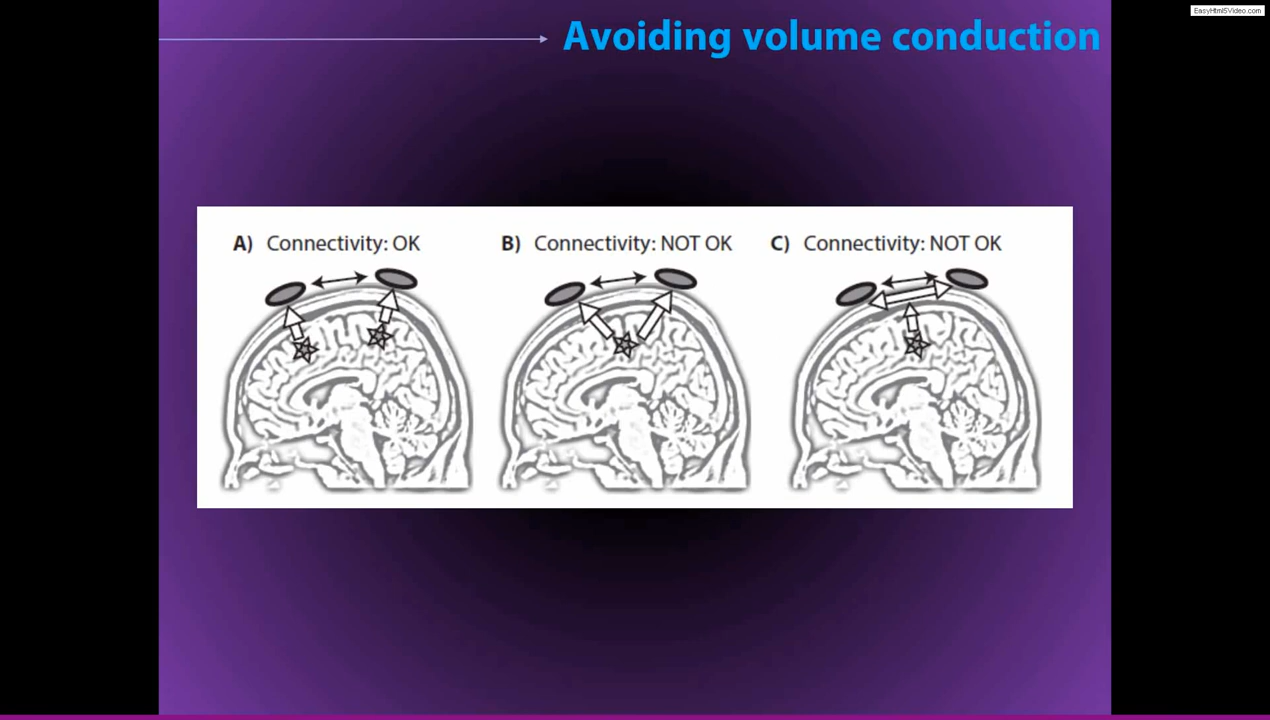 EasyHtml5Video.com
Avoiding volume conduction
A) Connectivity: OK
B) Connectivity: NOT OK
C) Connectivity: NOT OK